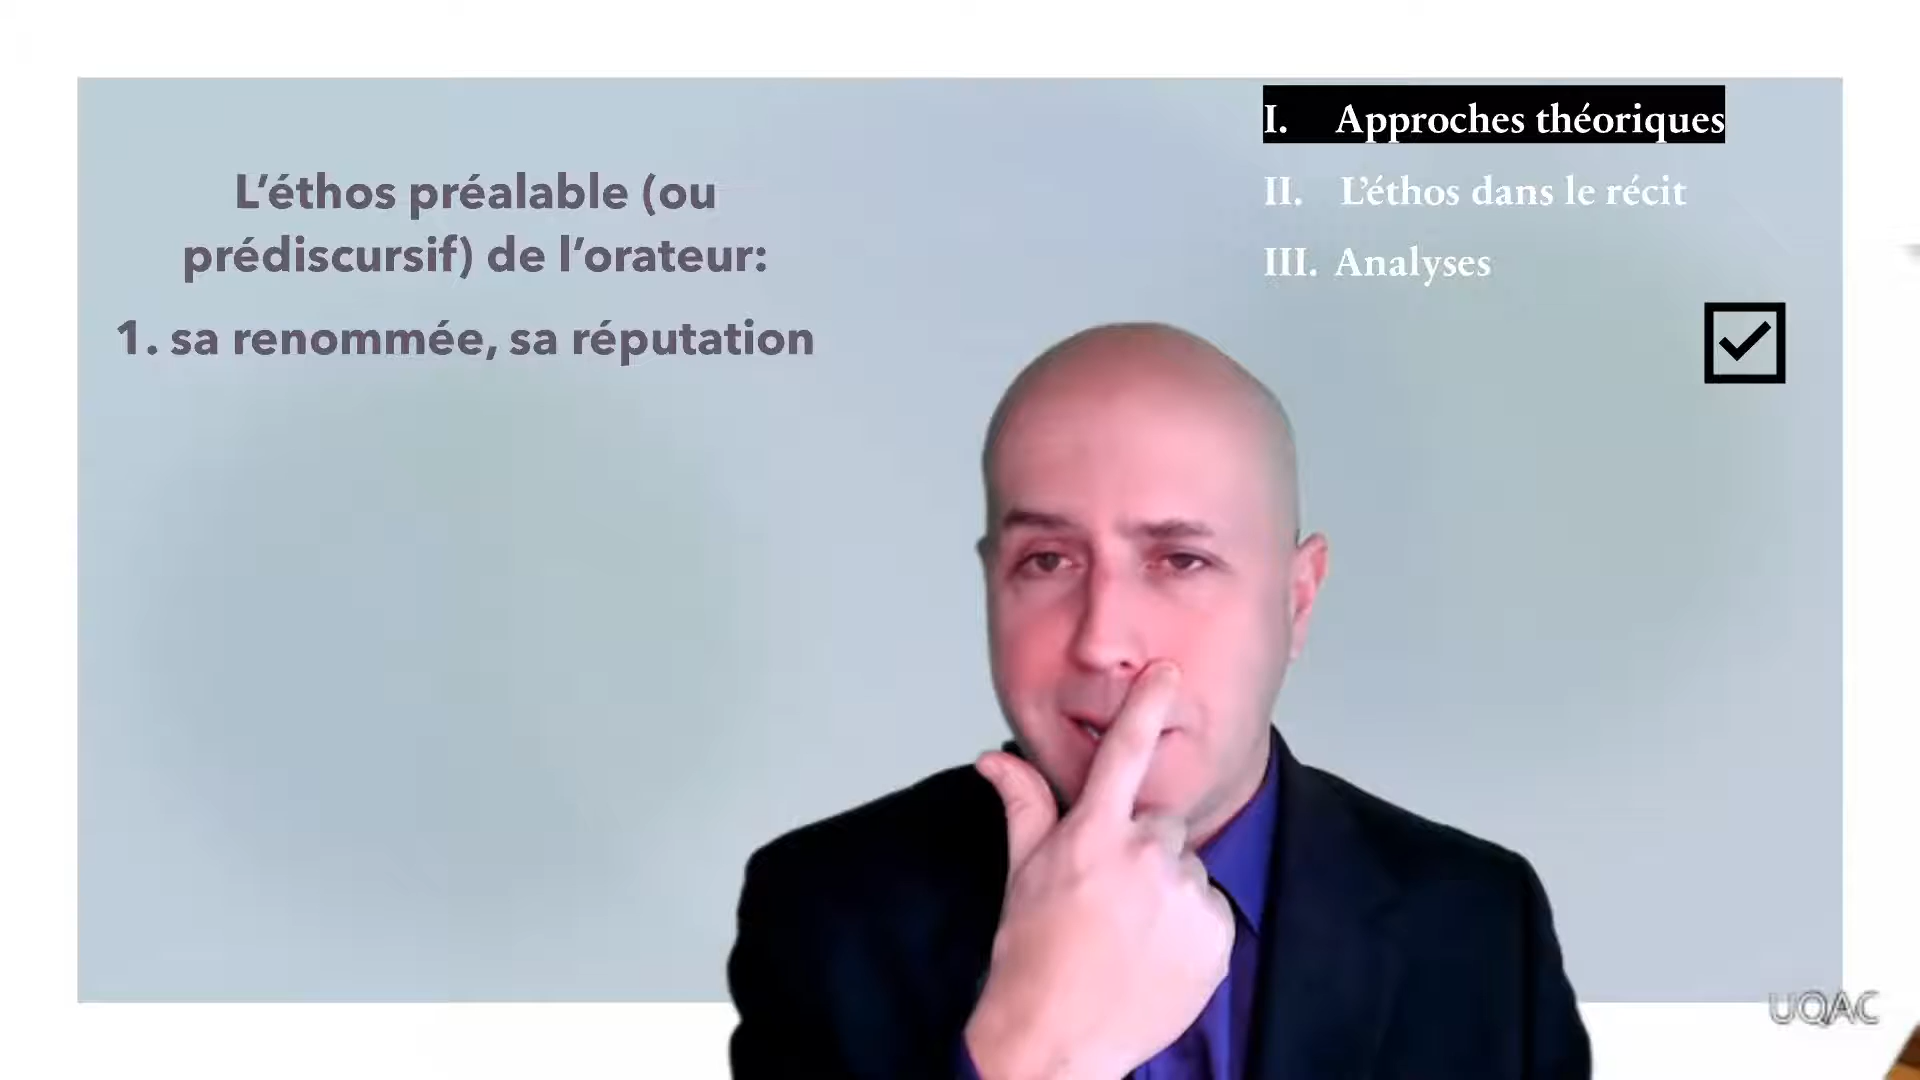 L'éthos préalable (ou
prédiscursif) de l'orateur:
1. sa renommée, sa réputation
I. Approches théoriques
II. L'éthos dans le récit
III. Analyses
UQAC